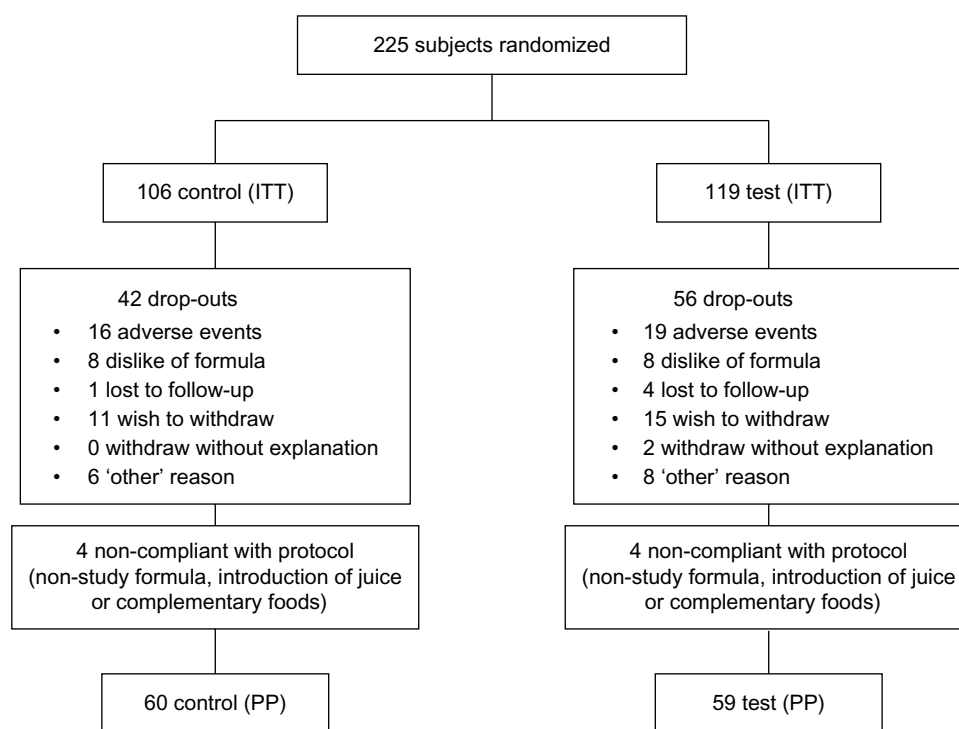 225 subjects randomized
106 control (ITT)
119 test (ITT)
42 drop-outs
• 16 adverse events
• 8 dislike of formula
• 1 lost to follow-up
• 11 wish to withdraw
• 0 withdraw without explanation
• 6 ‘other’ reason
56 drop-outs
• 19 adverse events
• 8 dislike of formula
• 4 lost to follow-up
• 15 wish to withdraw
• 2 withdraw without explanation
• 8 ‘other’ reason
4 non-compliant with protocol
(non-study formula, introduction of juice
or complementary foods)
4 non-compliant with protocol
(non-study formula, introduction of juice
or complementary foods)
60 control (PP)
59 test (PP)